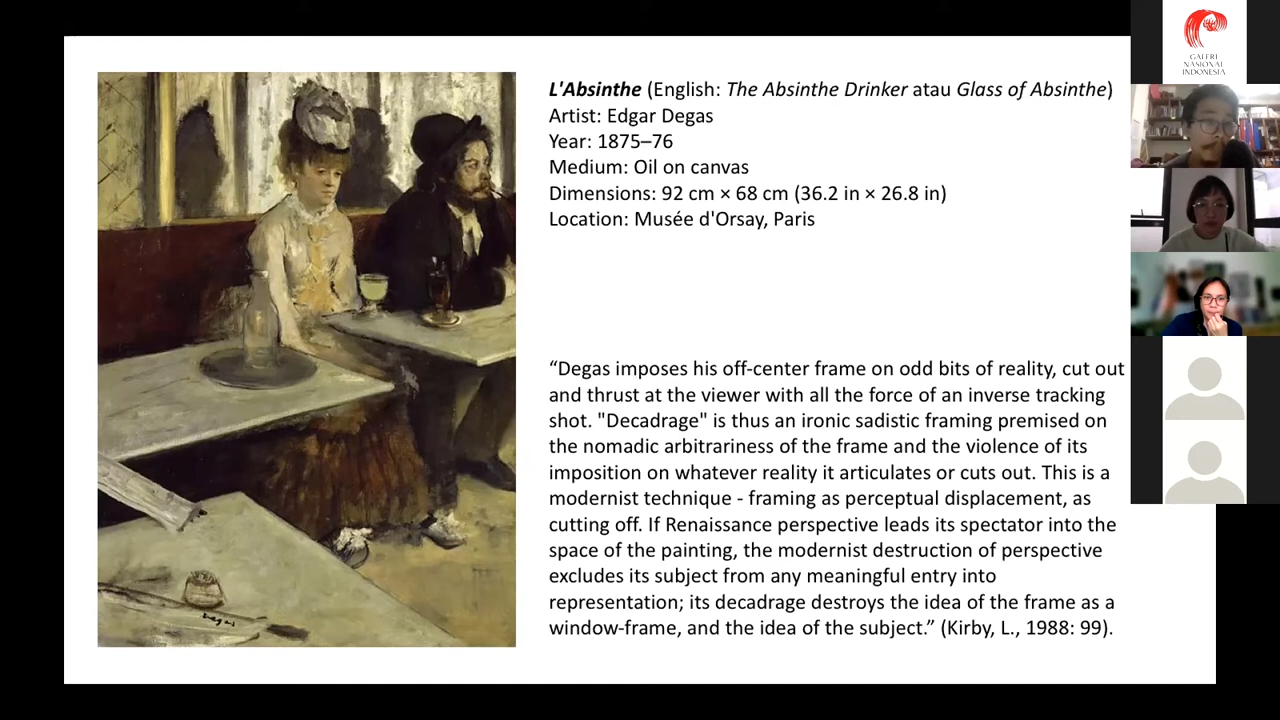 L'Absinthe (English: The Absinthe Drinker atau Glass of Absinthe)
Artist: Edgar Degas
Year: 1875–76
Medium: Oil on canvas
Dimensions: 92 cm × 68 cm (36.2 in × 26.8 in)
Location: Musée d'Orsay, Paris
“Degas imposes his off-center frame on odd bits of reality, cut out
and thrust at the viewer with all the force of an inverse tracking
shot. "Decadrage" is thus an ironic sadistic framing premised on
the nomadic arbitrariness of the frame and the violence of its
imposition on whatever reality it articulates or cuts out. This is a
modernist technique - framing as perceptual displacement, as
cutting off. If Renaissance perspective leads its spectator into the
space of the painting, the modernist destruction of perspective
excludes its subject from any meaningful entry into
representation; its decadrage destroys the idea of the frame as a
window-frame, and the idea of the subject.” (Kirby, L., 1988: 99).
Degas
GALERI
NASIONAL
INDONESIA